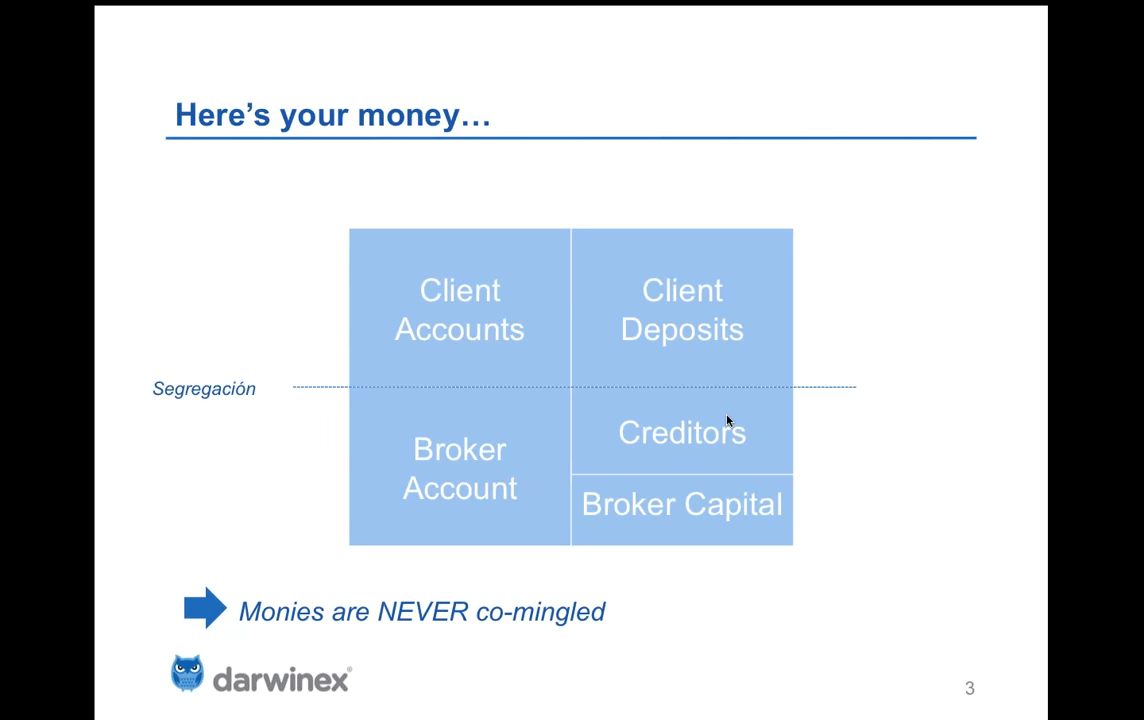 Here’s your money…
Client
Accounts
Client
Deposits
Segregación
Broker
Account
Creditors
Broker Capital
Monies are NEVER co-mingled
darwinex®
3